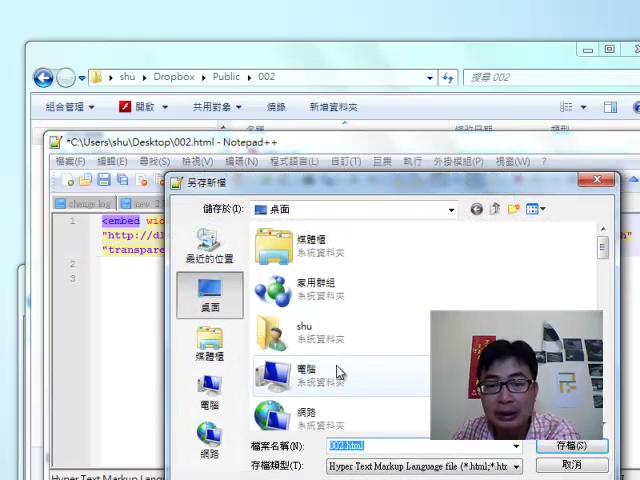 shu Dropbox Public 002
搜尋 002
組合管理 開啟 共用對象 燒錄 新增資料夾
*C:\Users\shu\Desktop\002.html - Notepad++
檔案(F) 編輯(E) 尋找(S) 檢視(V) 編碼(N) 程式語言(L) 自訂(T) 巨集 執行 外掛模組(P) 視窗(W) ?
另存新檔
change log new 2
儲存於(I): 桌面
1 <embed
"http://dl
"transpare
2
3
最近的位置
桌面
媒體櫃
電腦
網路
媒體櫃
系統資料夾
家用群組
系統資料夾
shu
系統資料夾
電腦
系統資料夾
網路
系統資料夾
檔案名稱(N): 002.html
存檔(S)
存檔類型(T): Hyper Text Markup Language file (*.html;*.ht
取消